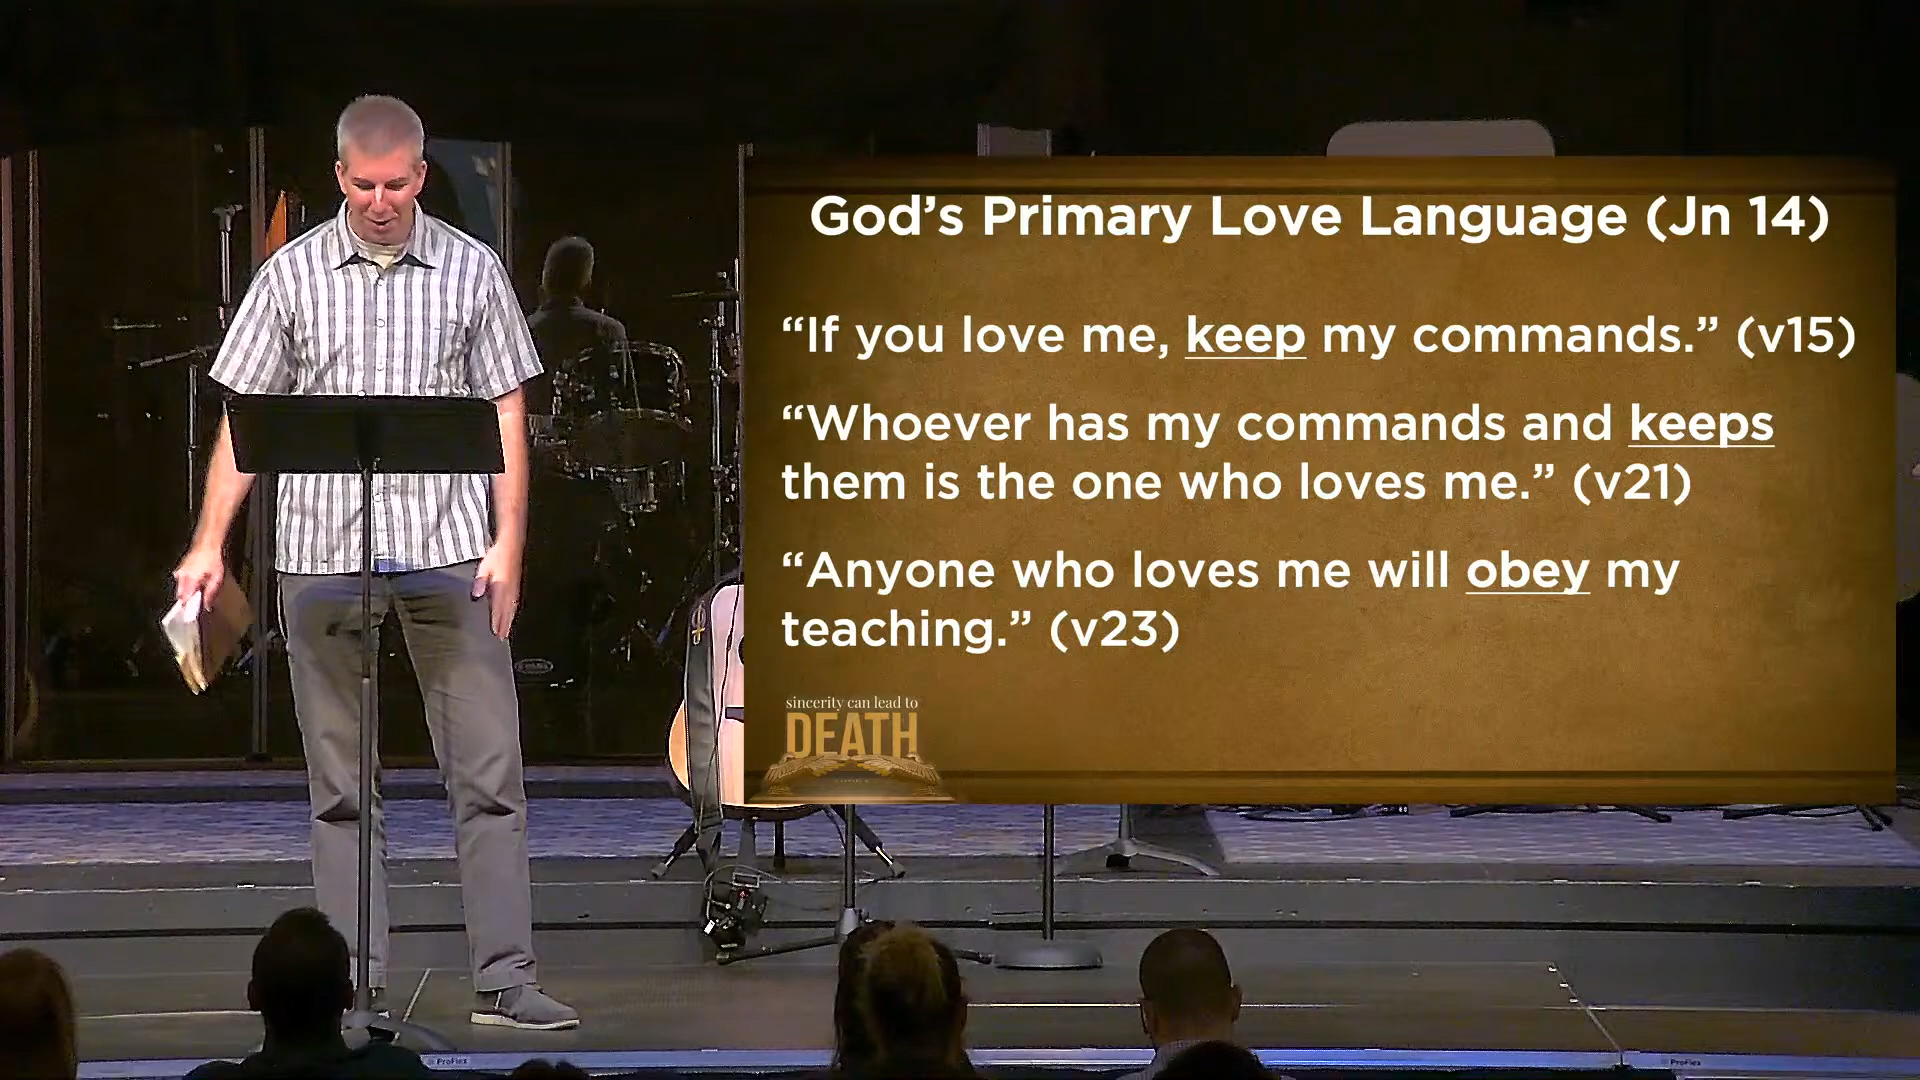 God’s Primary Love Language (Jn 14)
“If you love me, keep my commands.” (v15)
“Whoever has my commands and keeps
them is the one who loves me.” (v21)
“Anyone who loves me will obey my
teaching.” (v23)
sincerity can lead to
DEATH
ProFlex
ProFlex